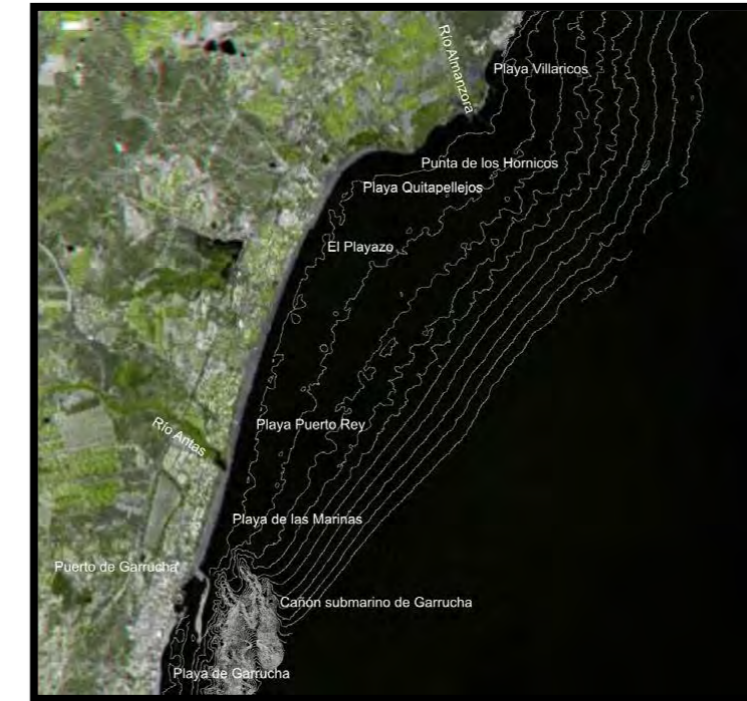 Río Almanzora
Playa Villaricos
Punta de los Hornicos
Playa Quitapellejos
El Playazo
Playa Puerto Rey
Río Antas
Playa de las Marinas
Puerto de Garrucha
Cañón submarino de Garrucha
Playa de Garrucha